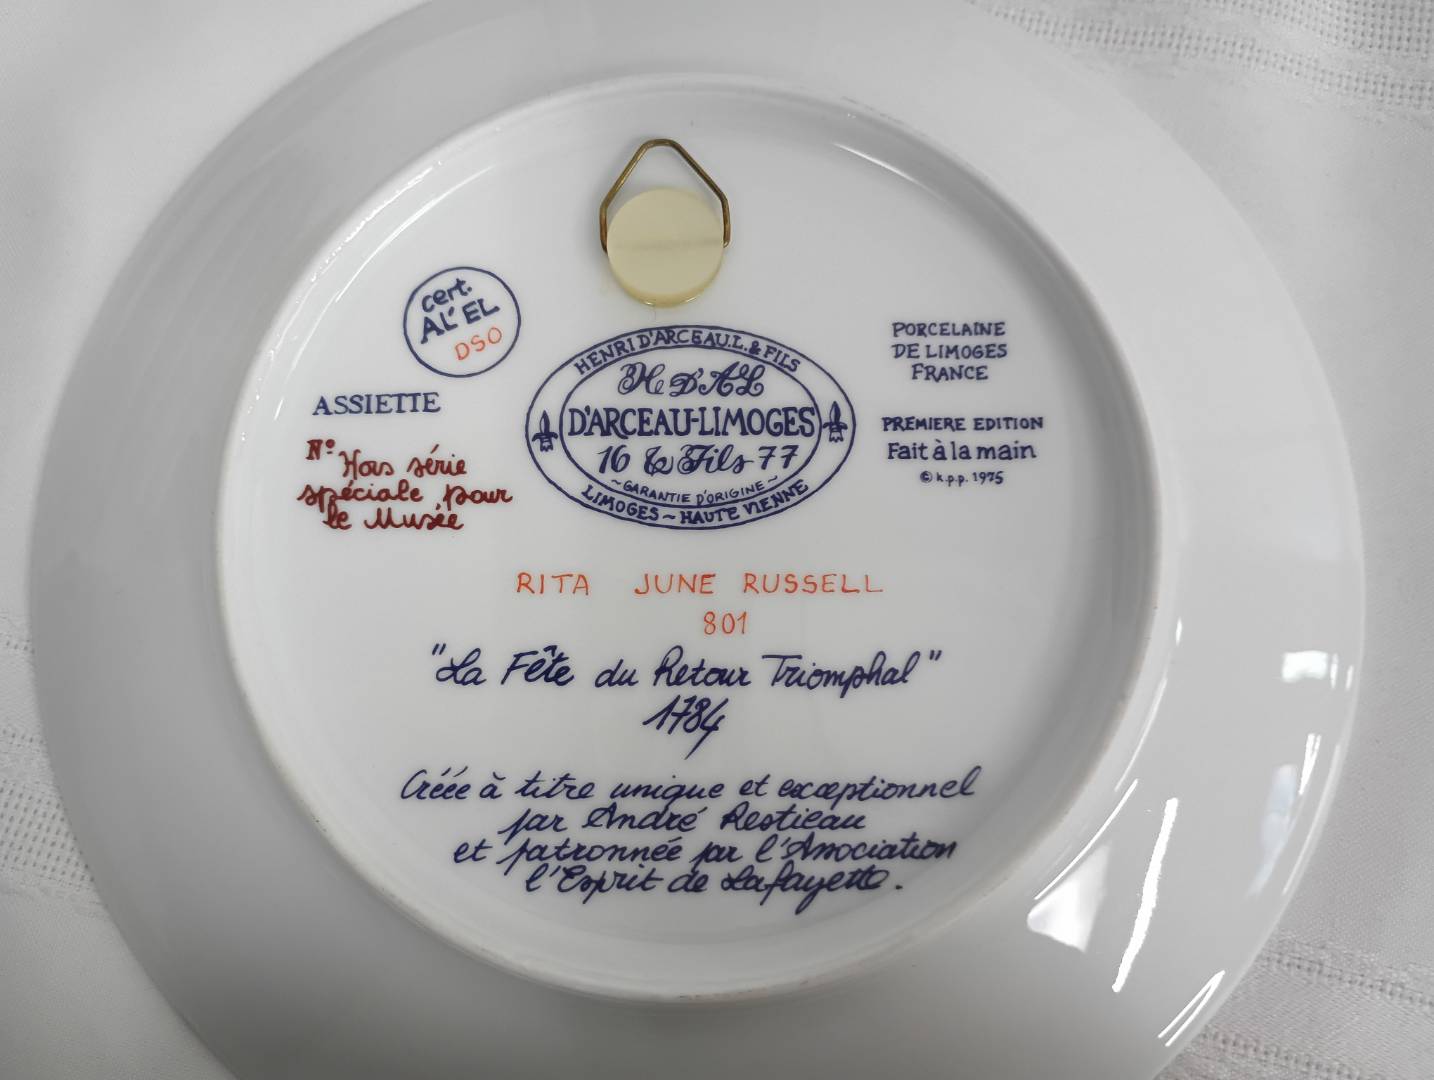 cert.
AL' EL
DSO
ASSIETTE
N° Hors série
spéciale pour
le Musée
HENRI D'ARCEAU.L. & FILS
H D'AL
D'ARCEAU-LIMOGES
16 & Fils 77
~GARANTIE D'ORIGINE~
LIMOGES ~ HAUTE VIENNE
PORCELAINE
DE LIMOGES
FRANCE
PREMIERE EDITION
Fait à la main
© k.p.p. 1975
RITA JUNE RUSSELL
801
"La Fête du Retour Triomphal"
1784
Créée à titre unique et exceptionnel
par André Restieau
et patronnée par l'Association
l'Esprit de Lafayette.